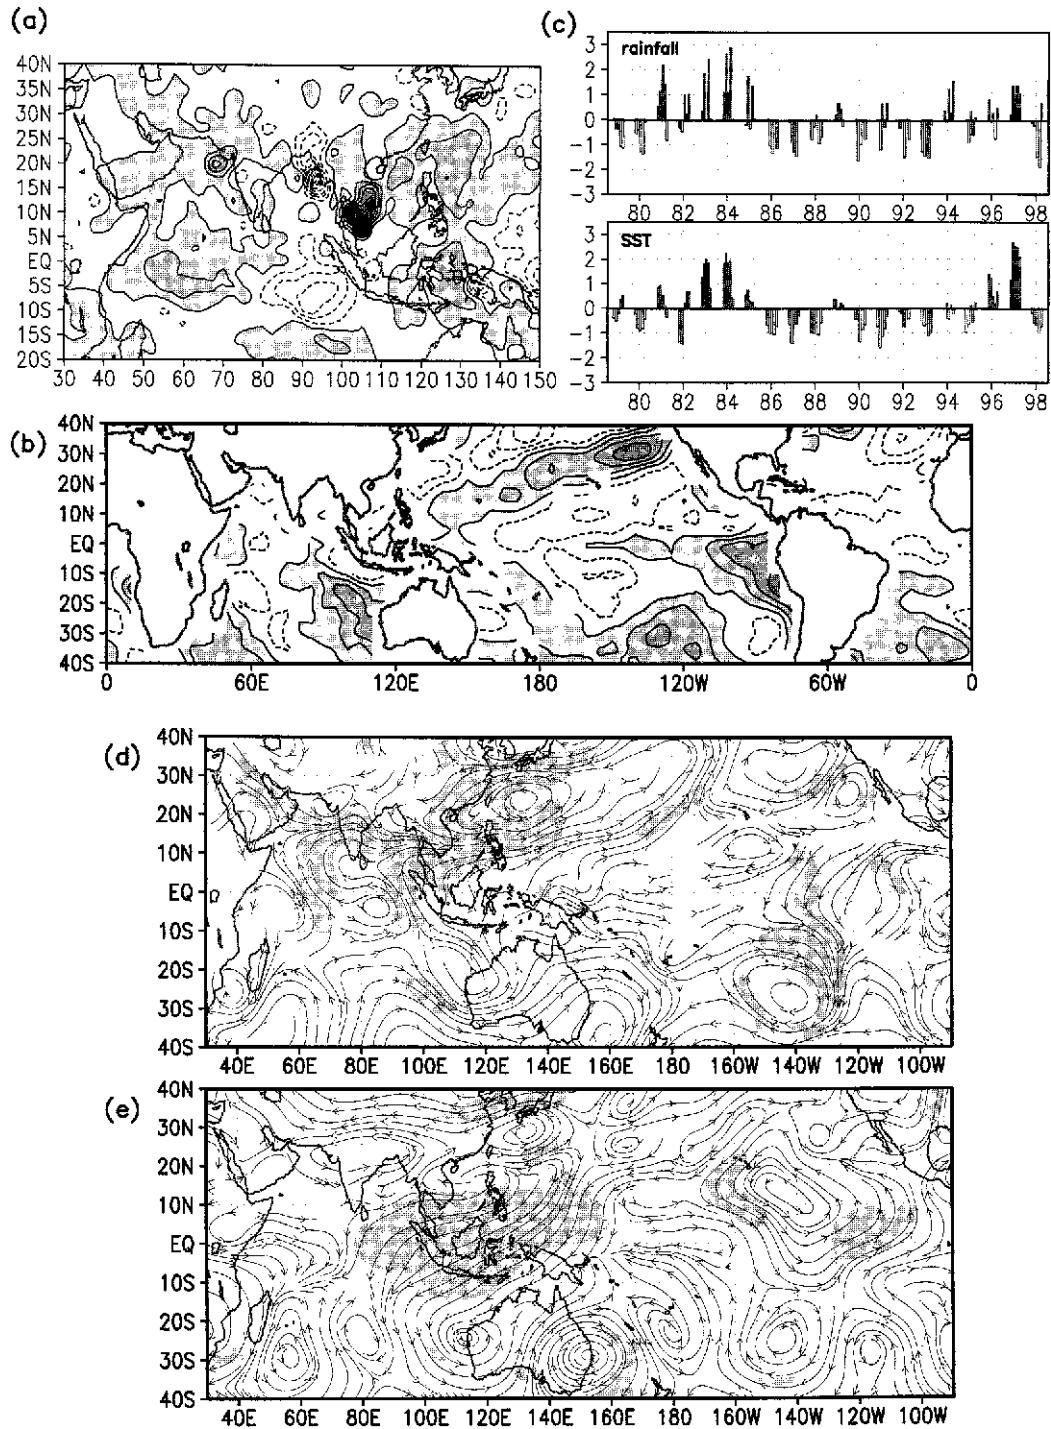 (a)
40N
35N
30N
25N
20N
15N
10N
5N
EQ
5S
10S
15S
20S
30 40 50 60 70 80 90 100 110 120 130 140 150
(c)
rainfall
3
2
1
0
-1
-2
-3
80 82 84 86 88 90 92 94 96 98
SST
3
2
1
0
-1
-2
-3
80 82 84 86 88 90 92 94 96 98
(b)
40N
30N
20N
10N
EQ
10S
20S
30S
40S
0 60E 120E 180 120W 60W 0
(d)
40N
30N
20N
10N
EQ
10S
20S
30S
40S
40E 60E 80E 100E 120E 140E 160E 180 160W 140W 120W 100W
(e)
40N
30N
20N
10N
EQ
10S
20S
30S
40S
40E 60E 80E 100E 120E 140E 160E 180 160W 140W 120W 100W